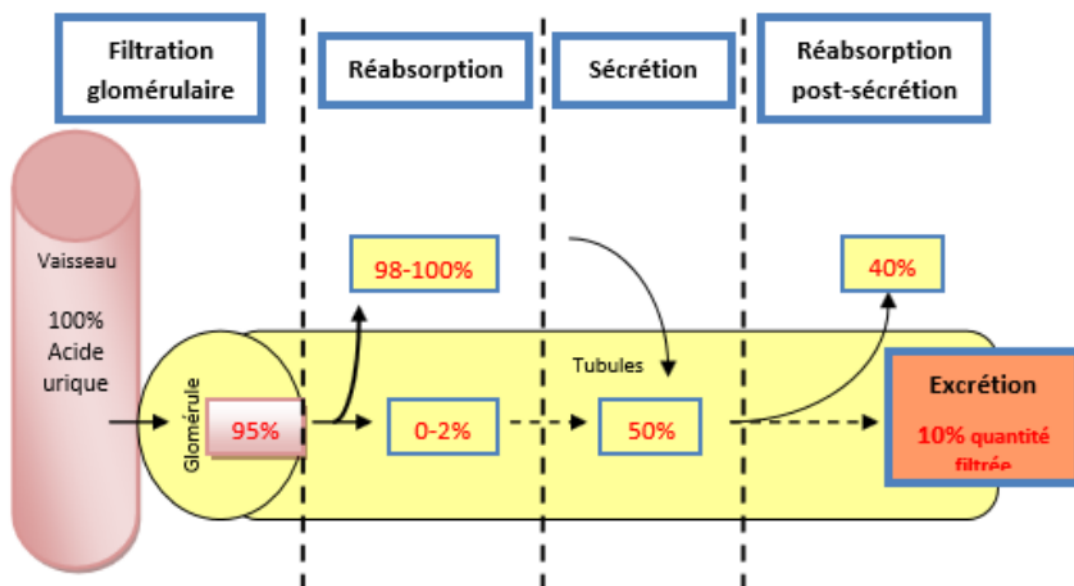 Filtration
glomérulaire
Réabsorption
Sécrétion
Réabsorption
post-sécrétion
Vaisseau
100%
Acide
urique
Glomérule
95%
98-100%
0-2%
Tubules
50%
40%
Excrétion
10% quantité
filtrée